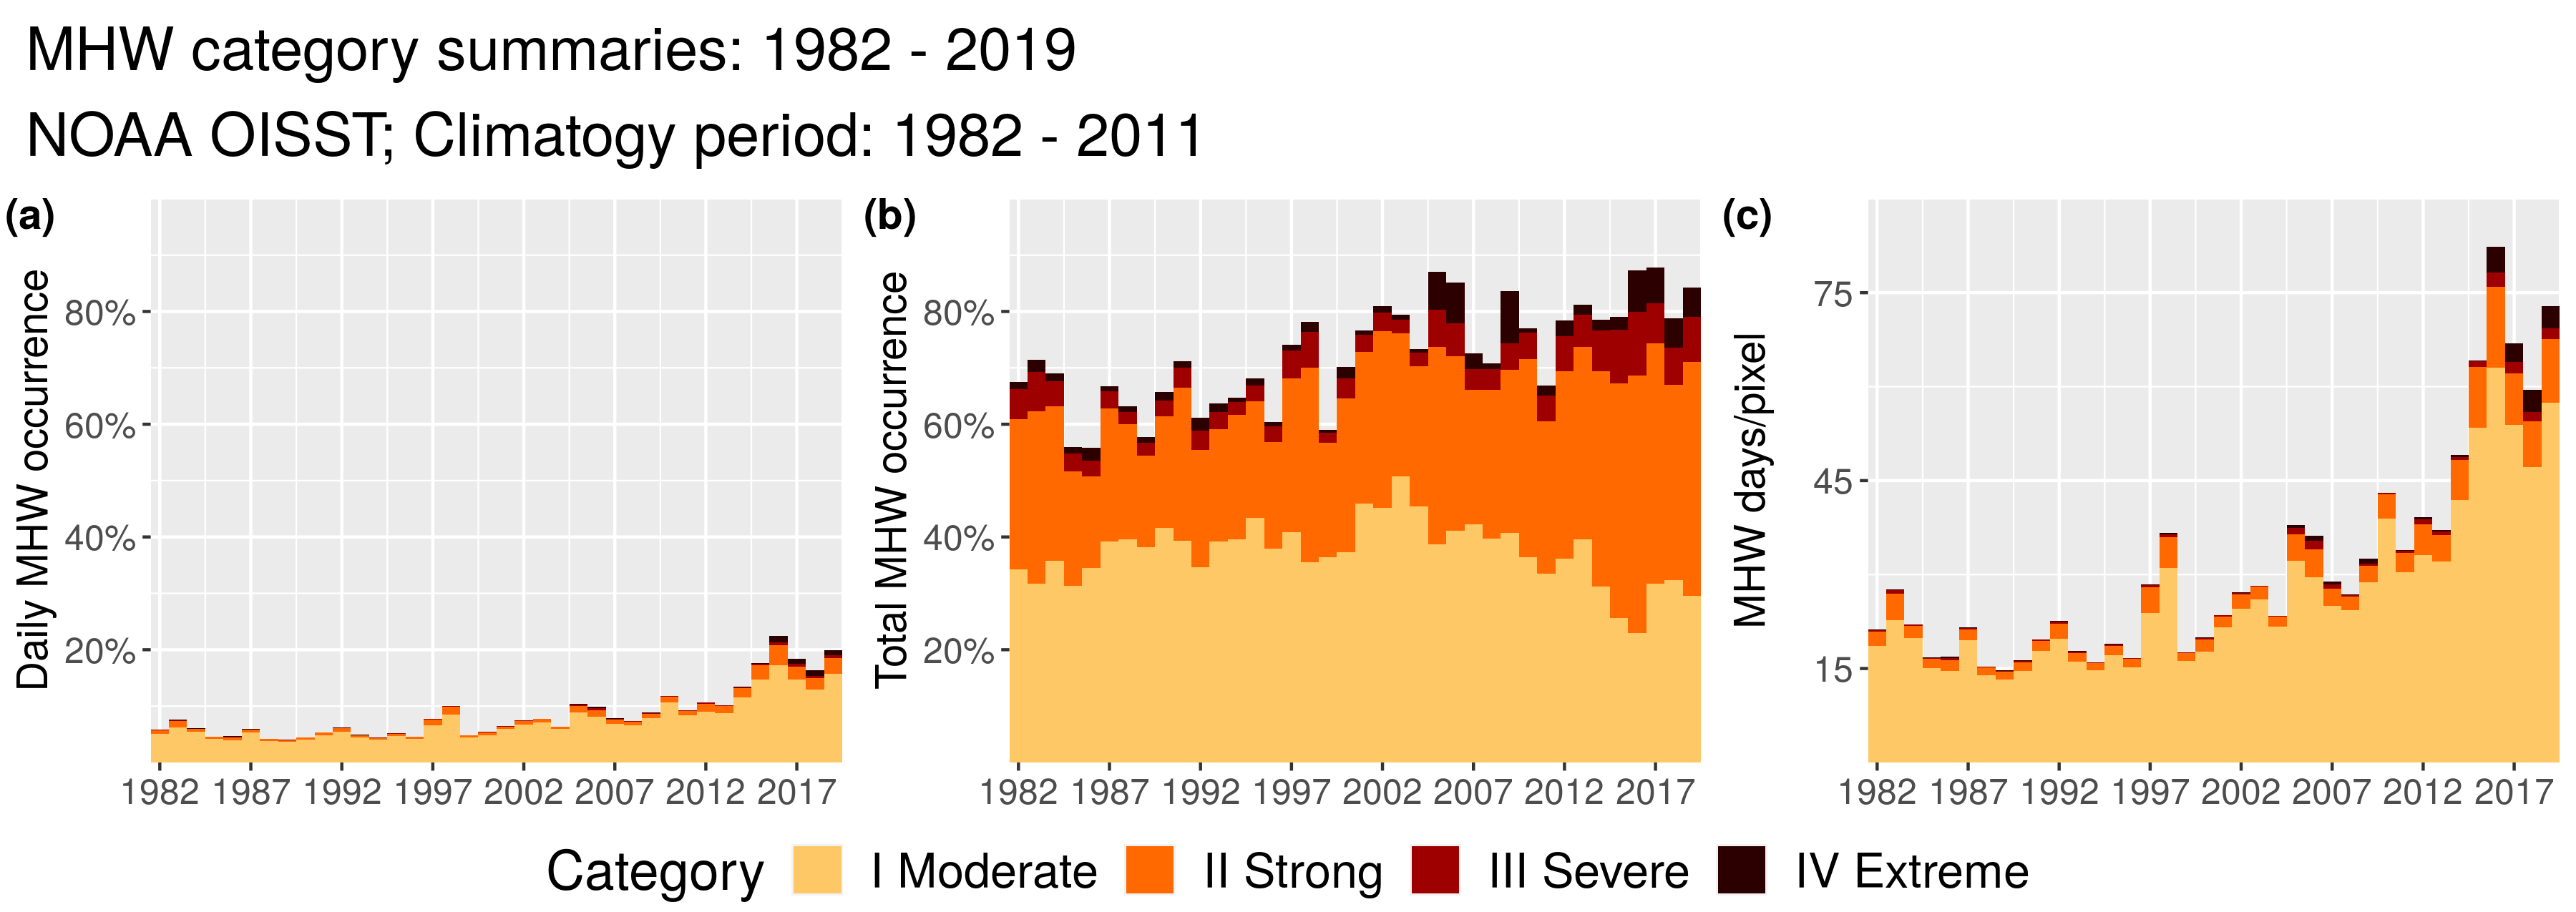 MHW category summaries: 1982 - 2019
NOAA OISST; Climatogy period: 1982 - 2011
(a)
Daily MHW occurrence
80%
60%
40%
20%
1982 1987 1992 1997 2002 2007 2012 2017
(b)
Total MHW occurrence
80%
60%
40%
20%
1982 1987 1992 1997 2002 2007 2012 2017
(c)
MHW days/pixel
75
45
15
1982 1987 1992 1997 2002 2007 2012 2017
Category I Moderate II Strong III Severe IV Extreme